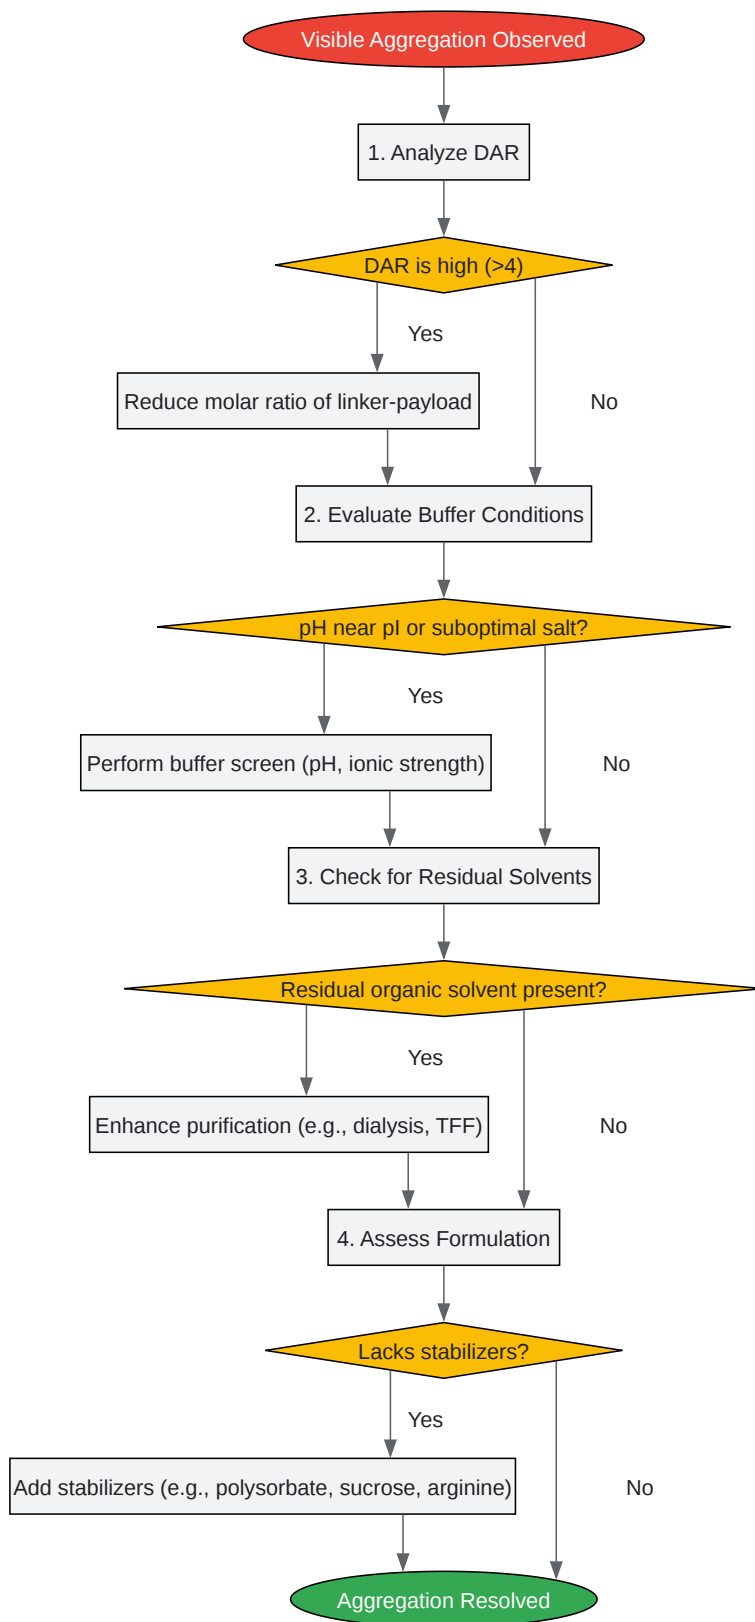 Visible Aggregation Observed
1. Analyze DAR
DAR is high (>4)
Yes
Reduce molar ratio of linker-payload
No
2. Evaluate Buffer Conditions
pH near pI or suboptimal salt?
Yes
Perform buffer screen (pH, ionic strength)
No
3. Check for Residual Solvents
Residual organic solvent present?
Yes
Enhance purification (e.g., dialysis, TFF)
No
4. Assess Formulation
Lacks stabilizers?
Yes
Add stabilizers (e.g., polysorbate, sucrose, arginine)
No
Aggregation Resolved